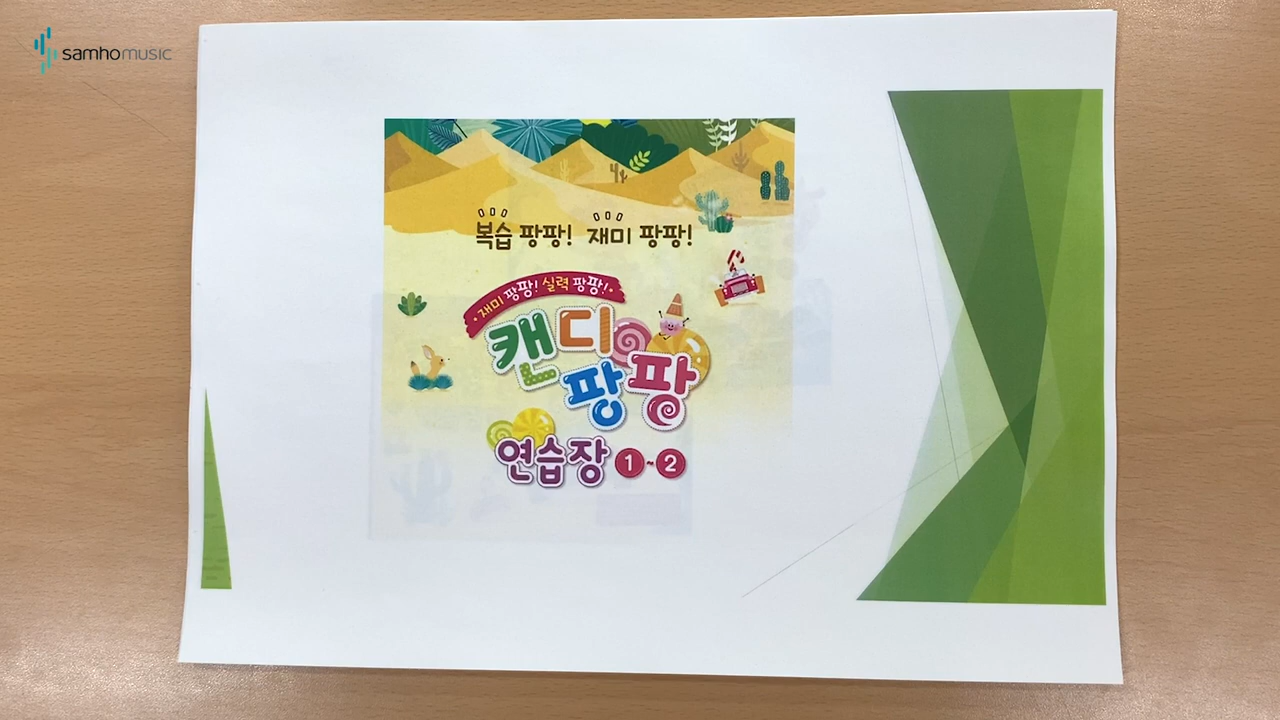 samhomusic
복습 팡팡! 재미 팡팡!
재미 팡팡! 실력 팡팡!
캔디
팡팡
연습장 1~2